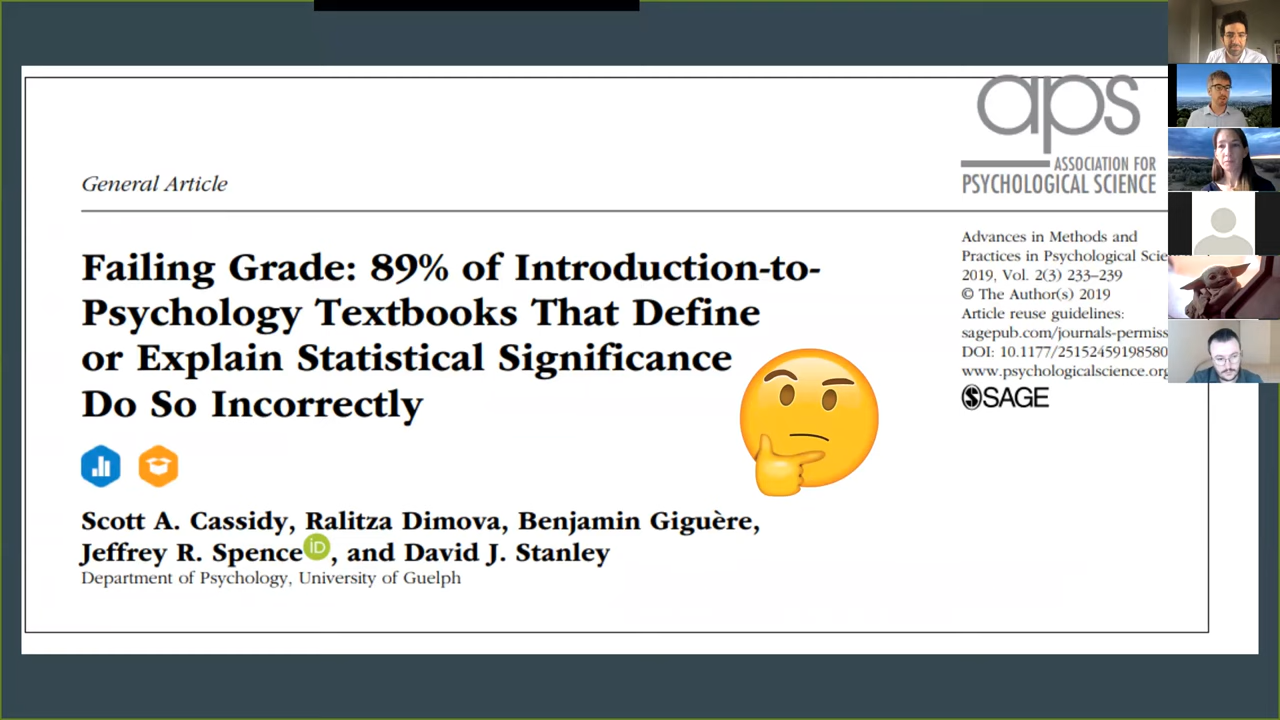 aps
ASSOCIATION FOR
PSYCHOLOGICAL SCIENCE
General Article
Failing Grade: 89% of Introduction-to-
Psychology Textbooks That Define
or Explain Statistical Significance
Do So Incorrectly
Scott A. Cassidy, Ralitza Dimova, Benjamin Giguère,
Jeffrey R. Spence iD, and David J. Stanley
Department of Psychology, University of Guelph
Advances in Methods and
Practices in Psychological Scie
2019, Vol. 2(3) 233–239
© The Author(s) 2019
Article reuse guidelines:
sagepub.com/journals-permiss
DOI: 10.1177/25152459198580
www.psychologicalscience.org
SAGE